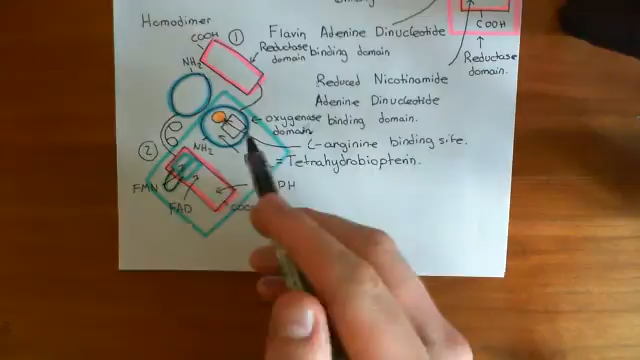 Homodimer
COOH
1
Flavin Adenine Dinucleotide
binding domain
Reductase
domain
COOH
Reductase
domain.
NH2
Reduced Nicotinamide
Adenine Dinucleotide
binding domain.
oxygenase
domain
L-arginine binding site.
= Tetrahydrobiopterin.
2
NH2
FMN
FAD
PH